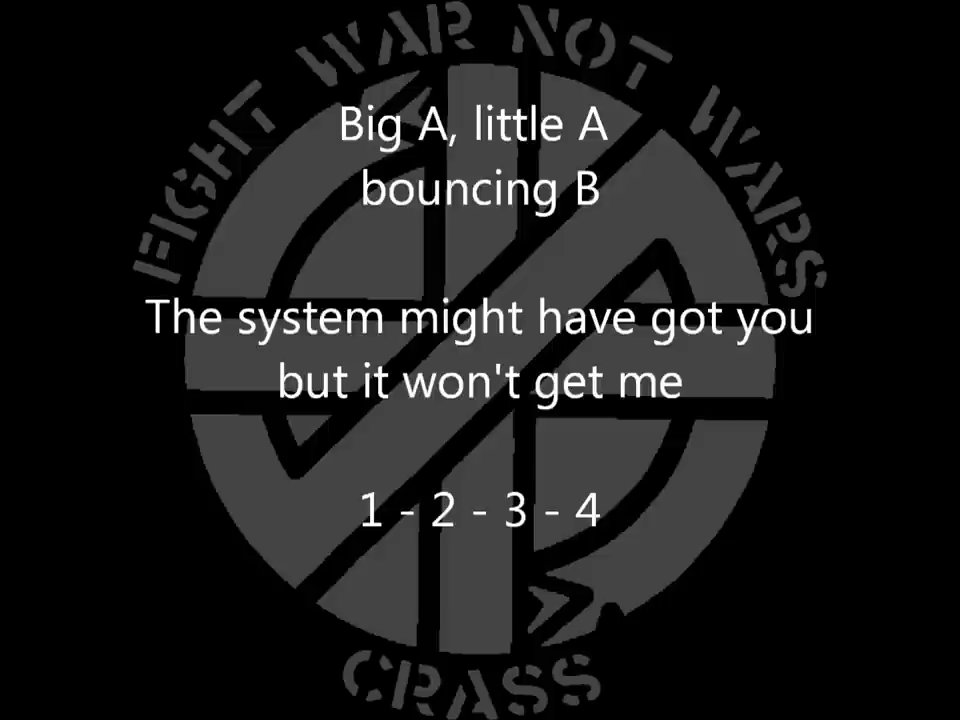 FIGHT WAR NOT WARS
Big A, little A
bouncing B
The system might have got you
but it won't get me
1 - 2 - 3 - 4
CRASS